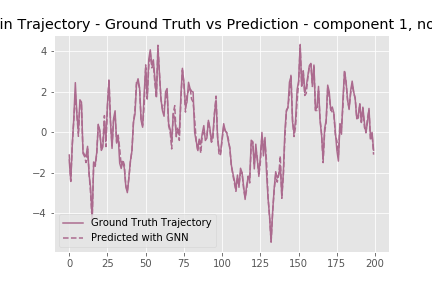 in Trajectory - Ground Truth vs Prediction - component 1, no
4
2
0
−2
−4
Ground Truth Trajectory
Predicted with GNN
0 25 50 75 100 125 150 175 200